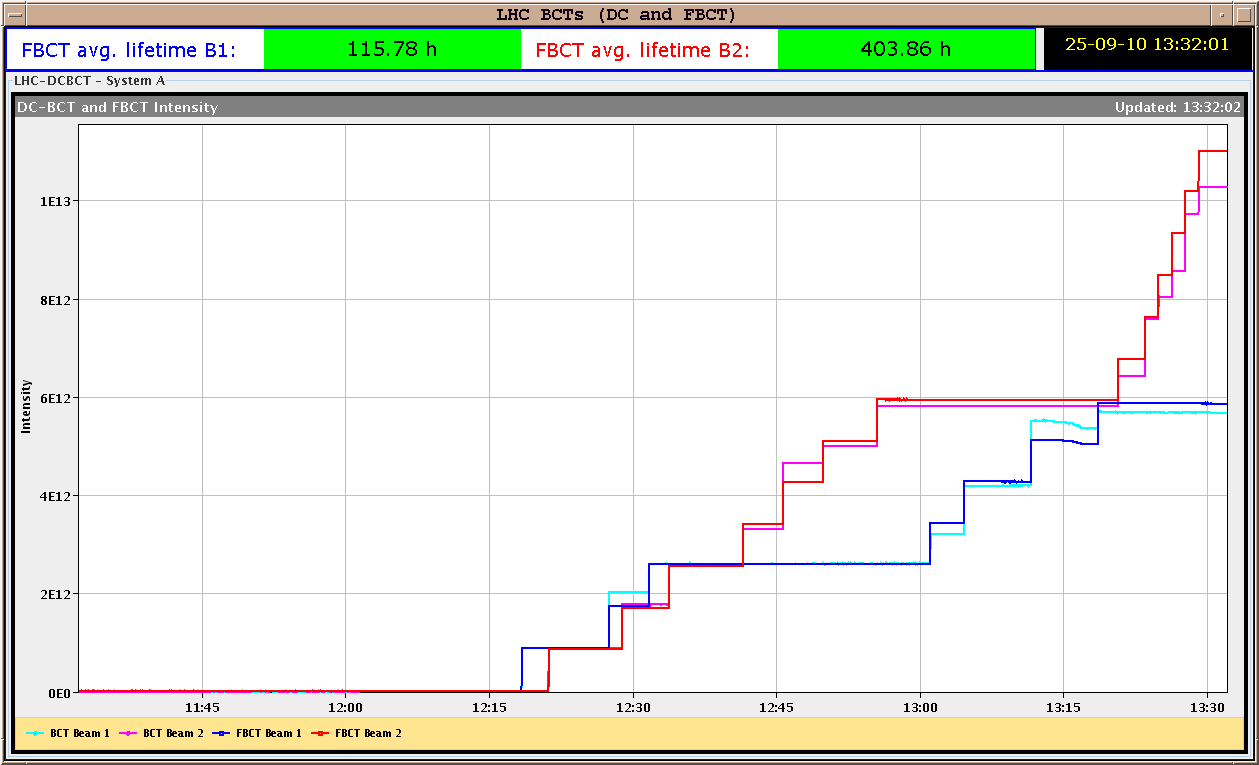 LHC BCTs (DC and FBCT)
FBCT avg. lifetime B1: 115.78 h FBCT avg. lifetime B2: 403.86 h 25-09-10 13:32:01
LHC-DCBCT - System A
DC-BCT and FBCT Intensity Updated: 13:32:02
1E13
8E12
6E12
4E12
2E12
0E0
Intensity
11:45 12:00 12:15 12:30 12:45 13:00 13:15 13:30
BCT Beam 1 BCT Beam 2 FBCT Beam 1 FBCT Beam 2